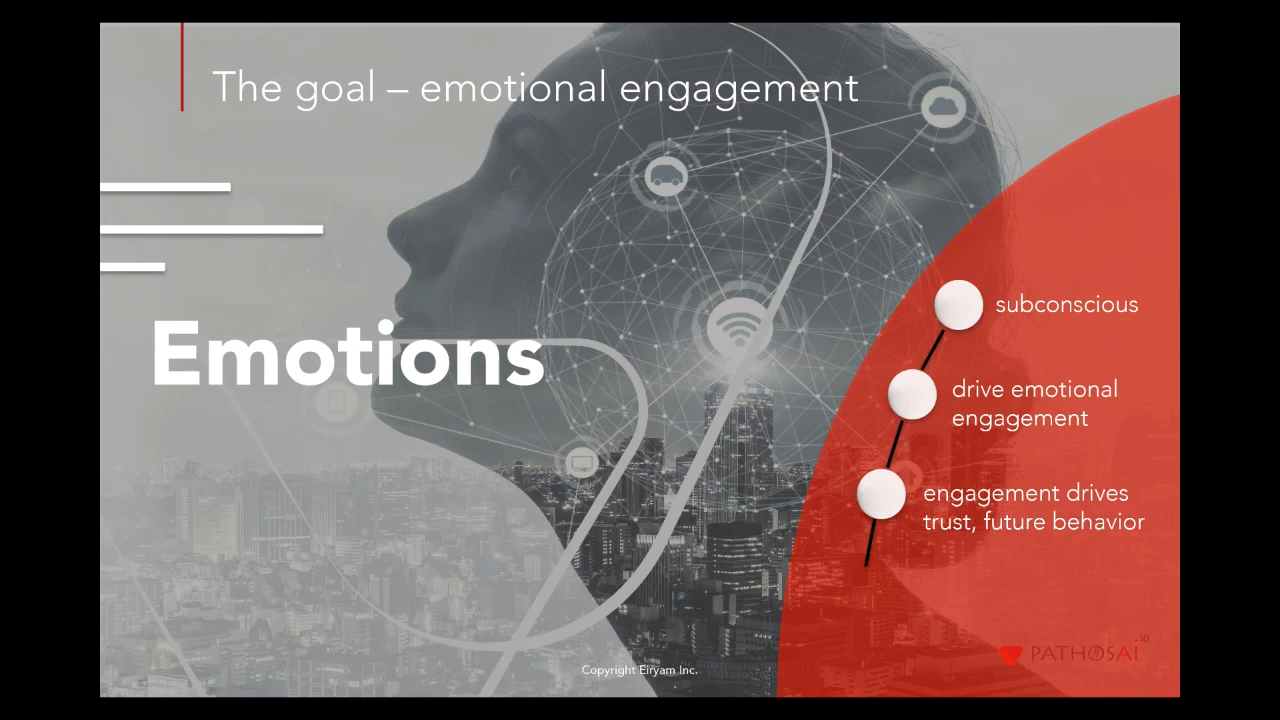 The goal – emotional engagement
Emotions
subconscious
drive emotional
engagement
engagement drives
trust, future behavior
Copyright Eiryam Inc.
PATHOSAI.io